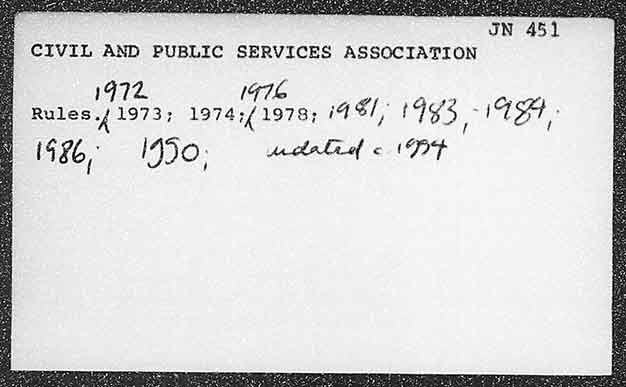 JN 451
CIVIL AND PUBLIC SERVICES ASSOCIATION
1972 1976
Rules. 1973; 1974; 1978; 1981; 1983, 1984;
1986; 1990; undated c. 1994